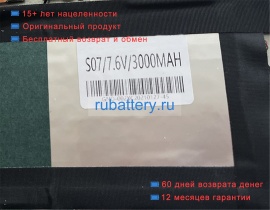 15+ лет нацеленности
Оригинальный продукт
Бесплатный возврат и обмен
S07/7.6V/3000MAH
rubattery.ru
60 дней возврата денег
12 месяцев гарантии